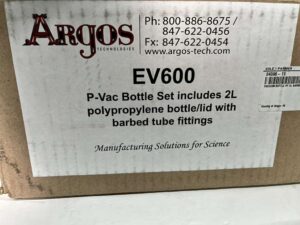 Argos
TECHNOLOGIES
Ph: 800-886-8675 /
847-622-0456
Fx: 847-622-0454
www.argos-tech.com
EV600
P-Vac Bottle Set includes 2L
polypropylene bottle/lid with
barbed tube fittings
Manufacturing Solutions for Science